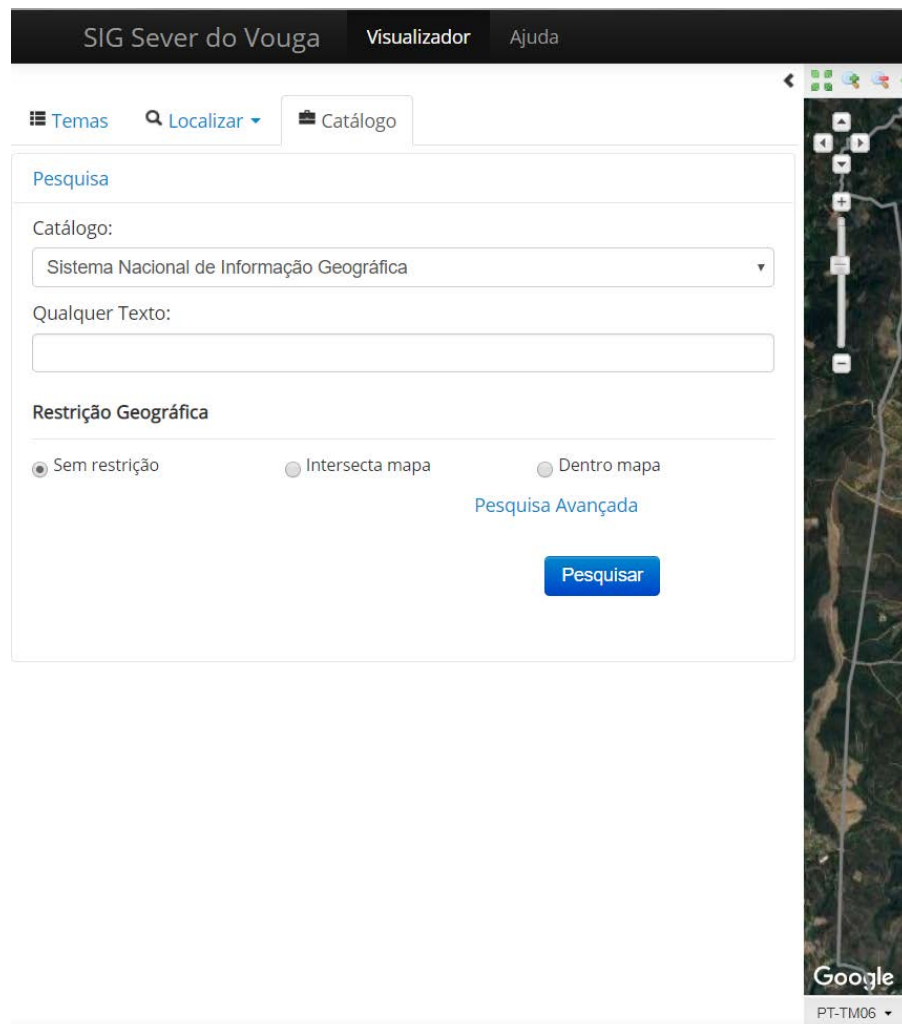 SIG Sever do Vouga Visualizador Ajuda
Temas Localizar Catálogo
Pesquisa
Catálogo:
Sistema Nacional de Informação Geográfica
Qualquer Texto:
Restrição Geográfica
Sem restrição Intersecta mapa Dentro mapa
Pesquisa Avançada
Pesquisar
Google
PT-TM06